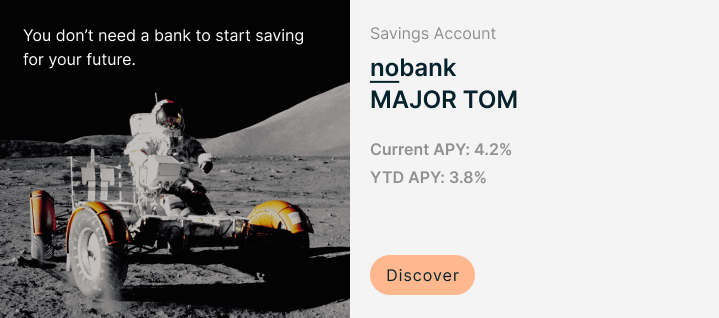 You don’t need a bank to start saving
for your future.
Savings Account
nobank
MAJOR TOM
Current APY: 4.2%
YTD APY: 3.8%
Discover